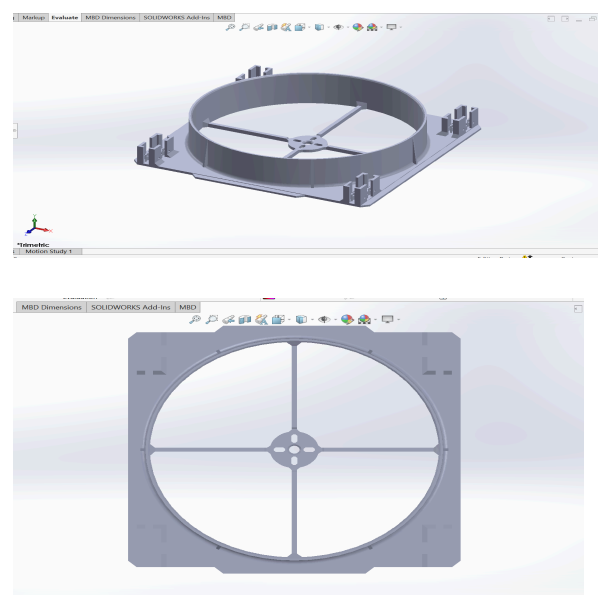 Markup Evaluate MBD Dimensions SOLIDWORKS Add-Ins MBD
*Trimetric
Motion Study 1
MBD Dimensions SOLIDWORKS Add-Ins MBD